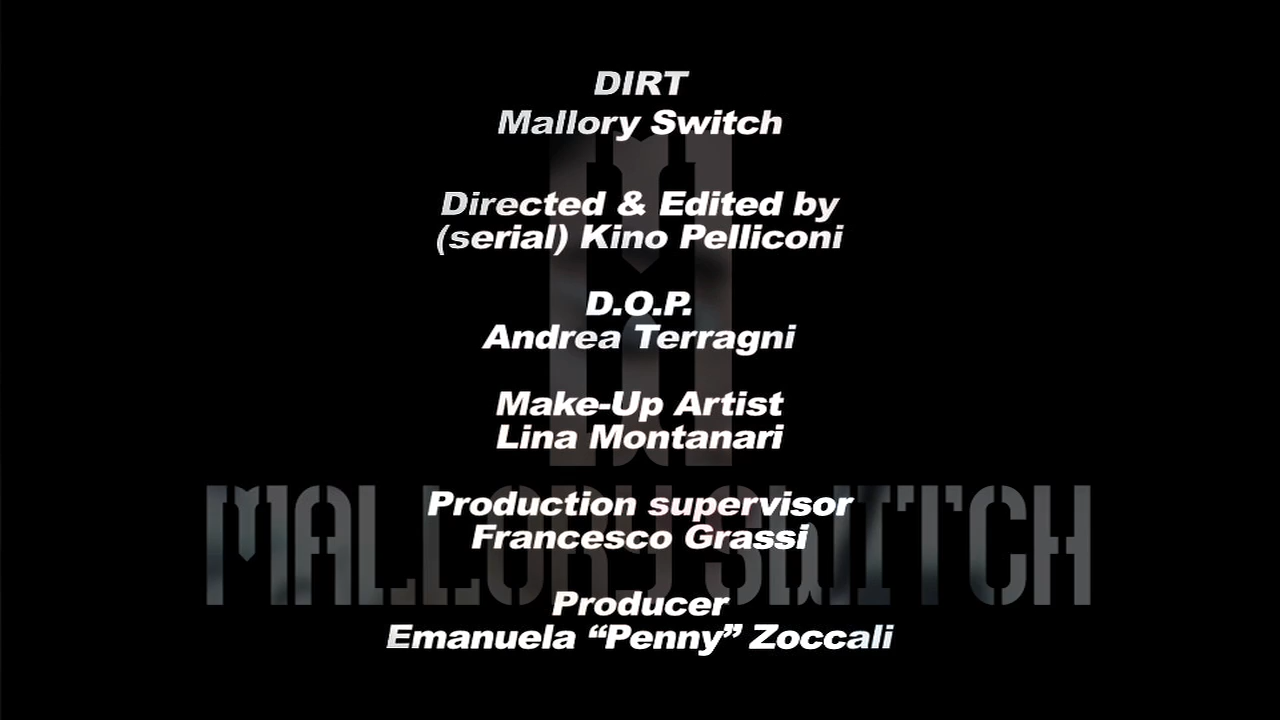 DIRT
Mallory Switch
Directed & Edited by
(serial) Kino Pelliconi
D.O.P.
Andrea Terragni
Make-Up Artist
Lina Montanari
Production supervisor
Francesco Grassi
MALLORY SWITCH
Producer
Emanuela “Penny” Zoccali